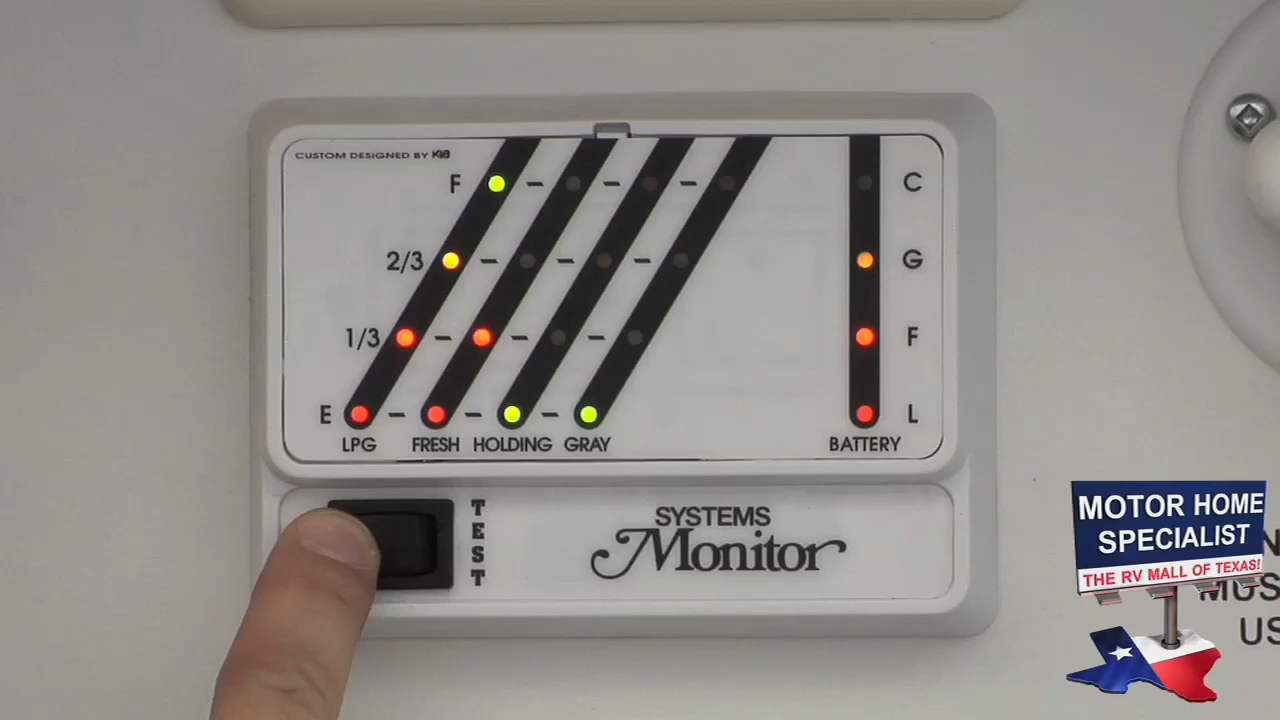 CUSTOM DESIGNED BY KIB
F
C
2/3
G
1/3
F
E
L
LPG FRESH HOLDING GRAY BATTERY
TEST
SYSTEMS
Monitor
MOTOR HOME
SPECIALIST
THE RV MALL OF TEXAS!
US